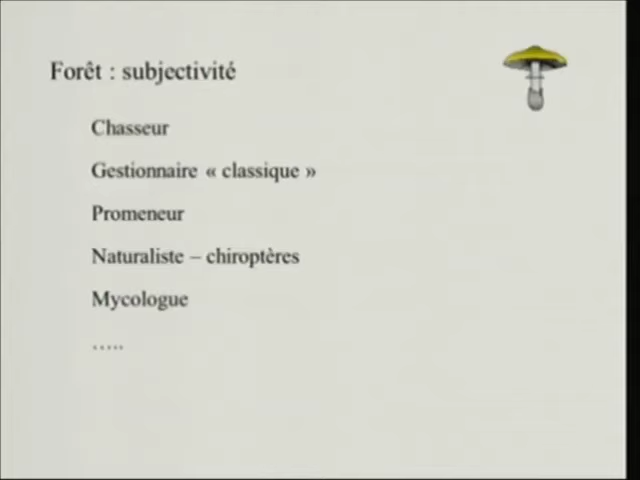 Forêt : subjectivité
Chasseur
Gestionnaire « classique »
Promeneur
Naturaliste – chiroptères
Mycologue
…..